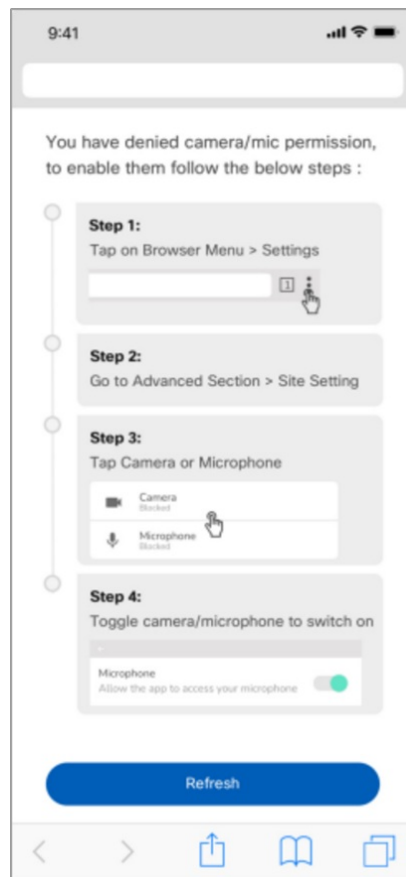 9:41
You have denied camera/mic permission,
to enable them follow the below steps :
Step 1:
Tap on Browser Menu > Settings
1
Step 2:
Go to Advanced Section > Site Setting
Step 3:
Tap Camera or Microphone
Camera
Blocked
Microphone
Blocked
Step 4:
Toggle camera/microphone to switch on
Microphone
Allow the app to access your microphone
Refresh